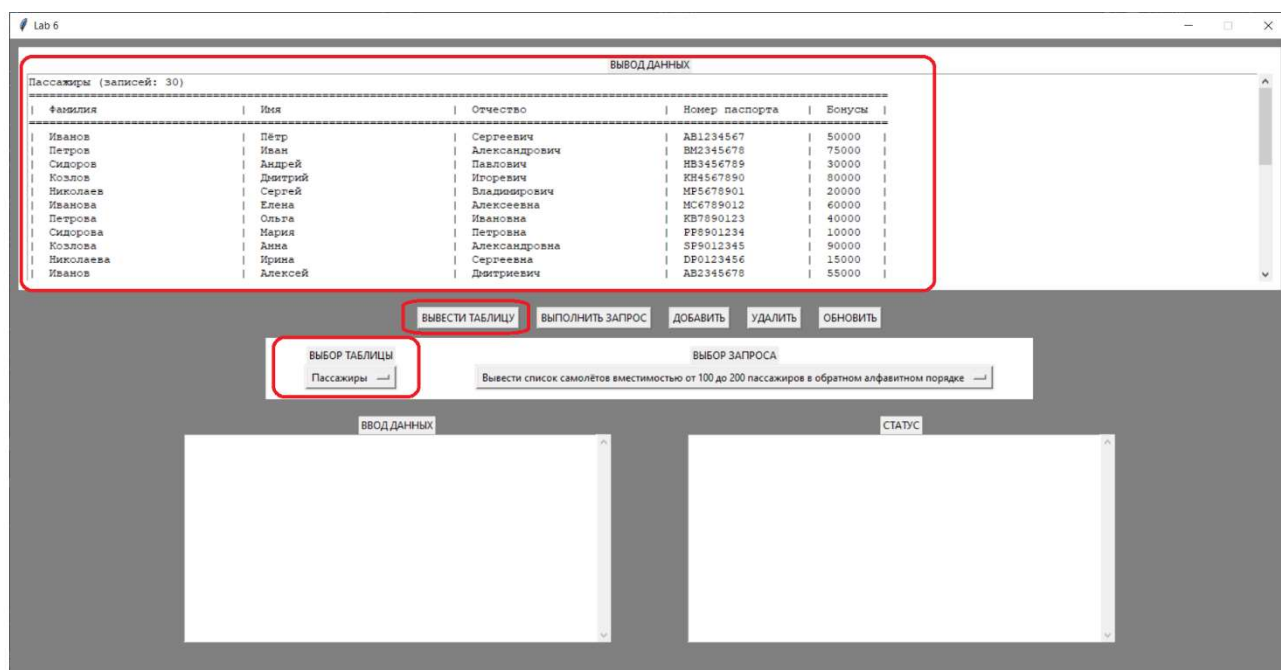 Lab 6
ВЫВОД ДАННЫХ
Пассажиры (записей: 30)
| Фамилия | Имя | Отчество | Номер паспорта | Бонусы |
| Иванов | Пётр | Сергеевич | AB1234567 | 50000 |
| Петров | Иван | Александрович | BM2345678 | 75000 |
| Сидоров | Андрей | Павлович | HB3456789 | 30000 |
| Козлов | Дмитрий | Игоревич | KH4567890 | 80000 |
| Николаев | Сергей | Владимирович | MP5678901 | 20000 |
| Иванова | Елена | Алексеевна | MC6789012 | 60000 |
| Петрова | Ольга | Ивановна | KB7890123 | 40000 |
| Сидорова | Мария | Петровна | PP8901234 | 10000 |
| Козлова | Анна | Александровна | SP9012345 | 90000 |
| Николаева | Ирина | Сергеевна | DP0123456 | 15000 |
| Иванов | Алексей | Дмитриевич | AB2345678 | 55000 |
ВЫВЕСТИ ТАБЛИЦУ ВЫПОЛНИТЬ ЗАПРОС ДОБАВИТЬ УДАЛИТЬ ОБНОВИТЬ
ВЫБОР ТАБЛИЦЫ ВЫБОР ЗАПРОСА
Пассажиры Вывести список самолётов вместимостью от 100 до 200 пассажиров в обратном алфавитном порядке
ВВОД ДАННЫХ СТАТУС